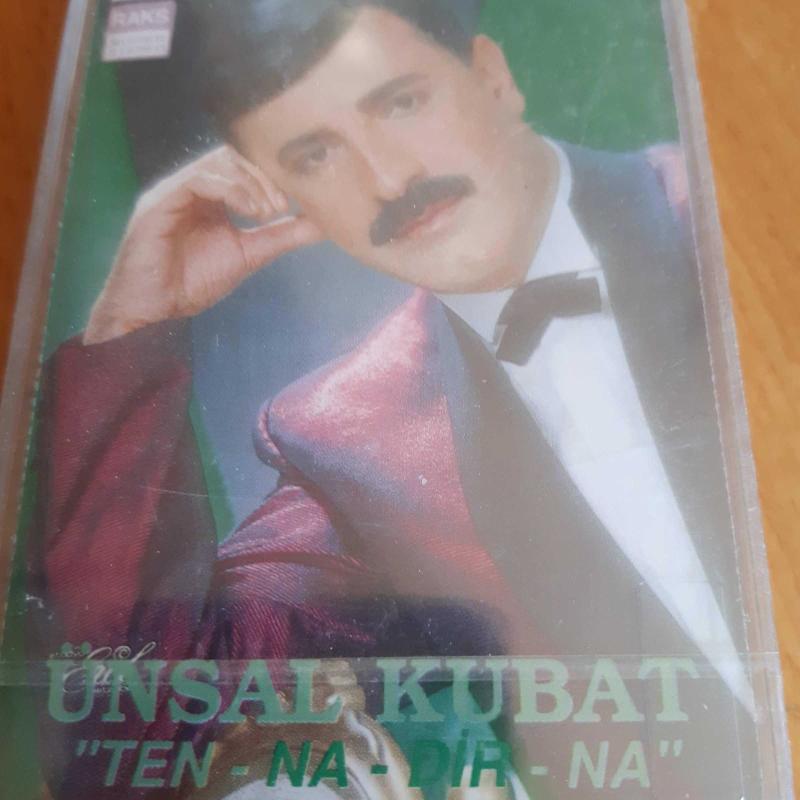 RAKS
ÜNSAL KUBAT
"TEN - NA - DİR - NA"